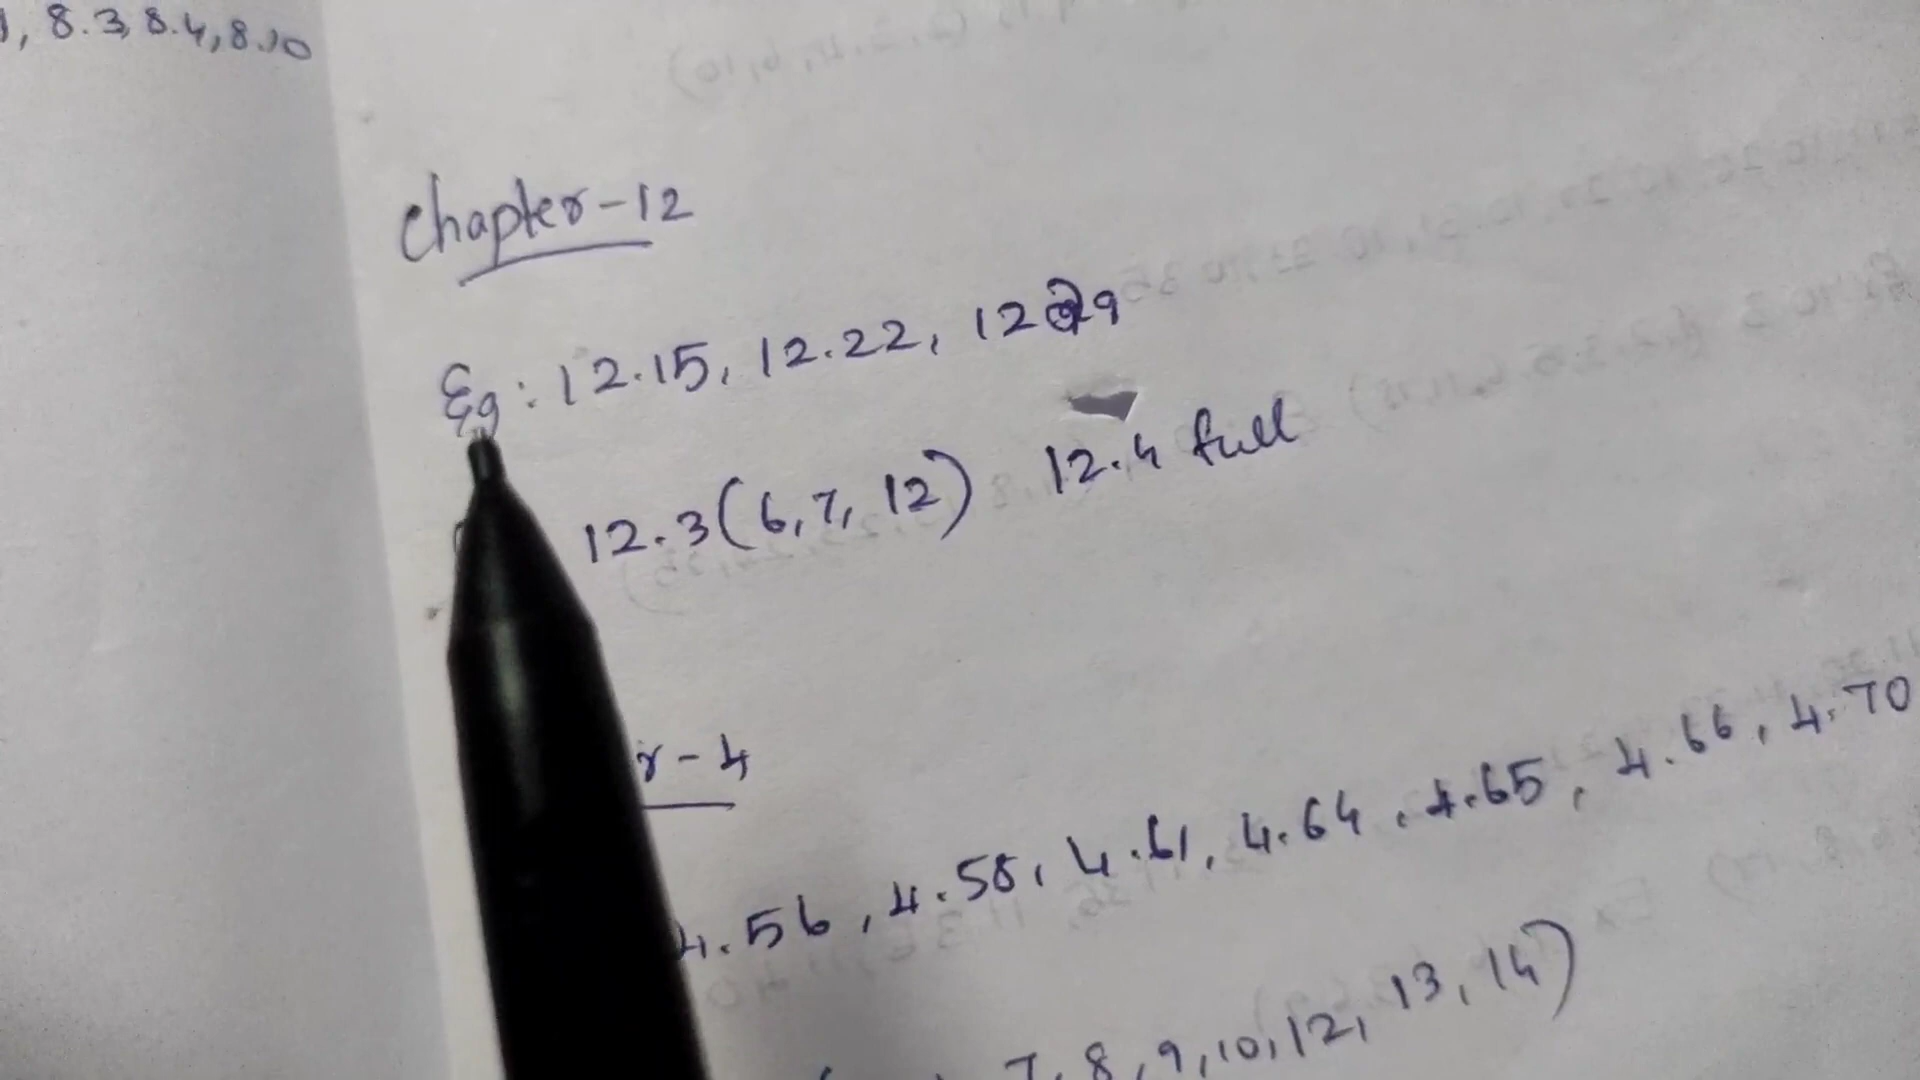 8.3, 8.4, 8.10
Chapter-12
Eg: 12.15, 12.22, 12.29
12.3(6,7,12) 12.4 full
r-4
4.56, 4.58, 4.61, 4.64, 4.65, 4.66, 4.70
7, 8, 9, 10, 12, 13, 14)